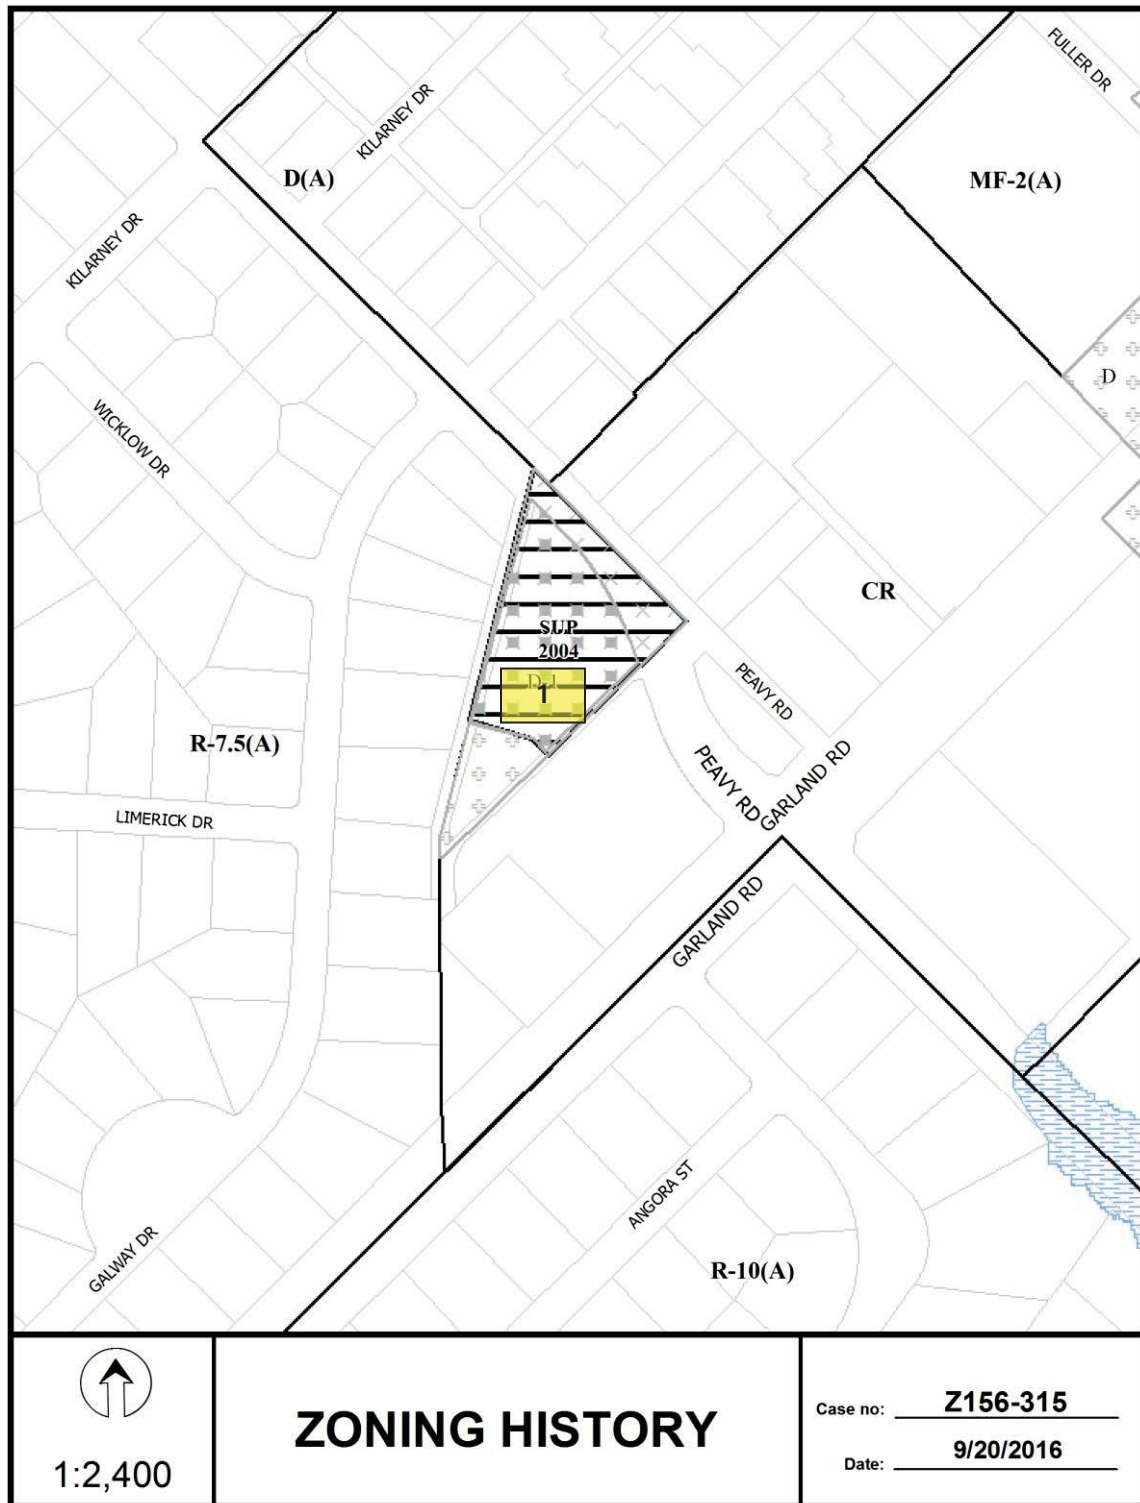 FULLER DR
KILARNEY DR
D(A)
MF-2(A)
KILARNEY DR
D
WICKLOW DR
CR
SUP
2004
D-1
1
PEAVY RD
R-7.5(A)
PEAVY RD
GARLAND RD
LIMERICK DR
GARLAND RD
ANGORA ST
GALWAY DR
R-10(A)
1:2,400
ZONING HISTORY
Case no: Z156-315
Date: 9/20/2016